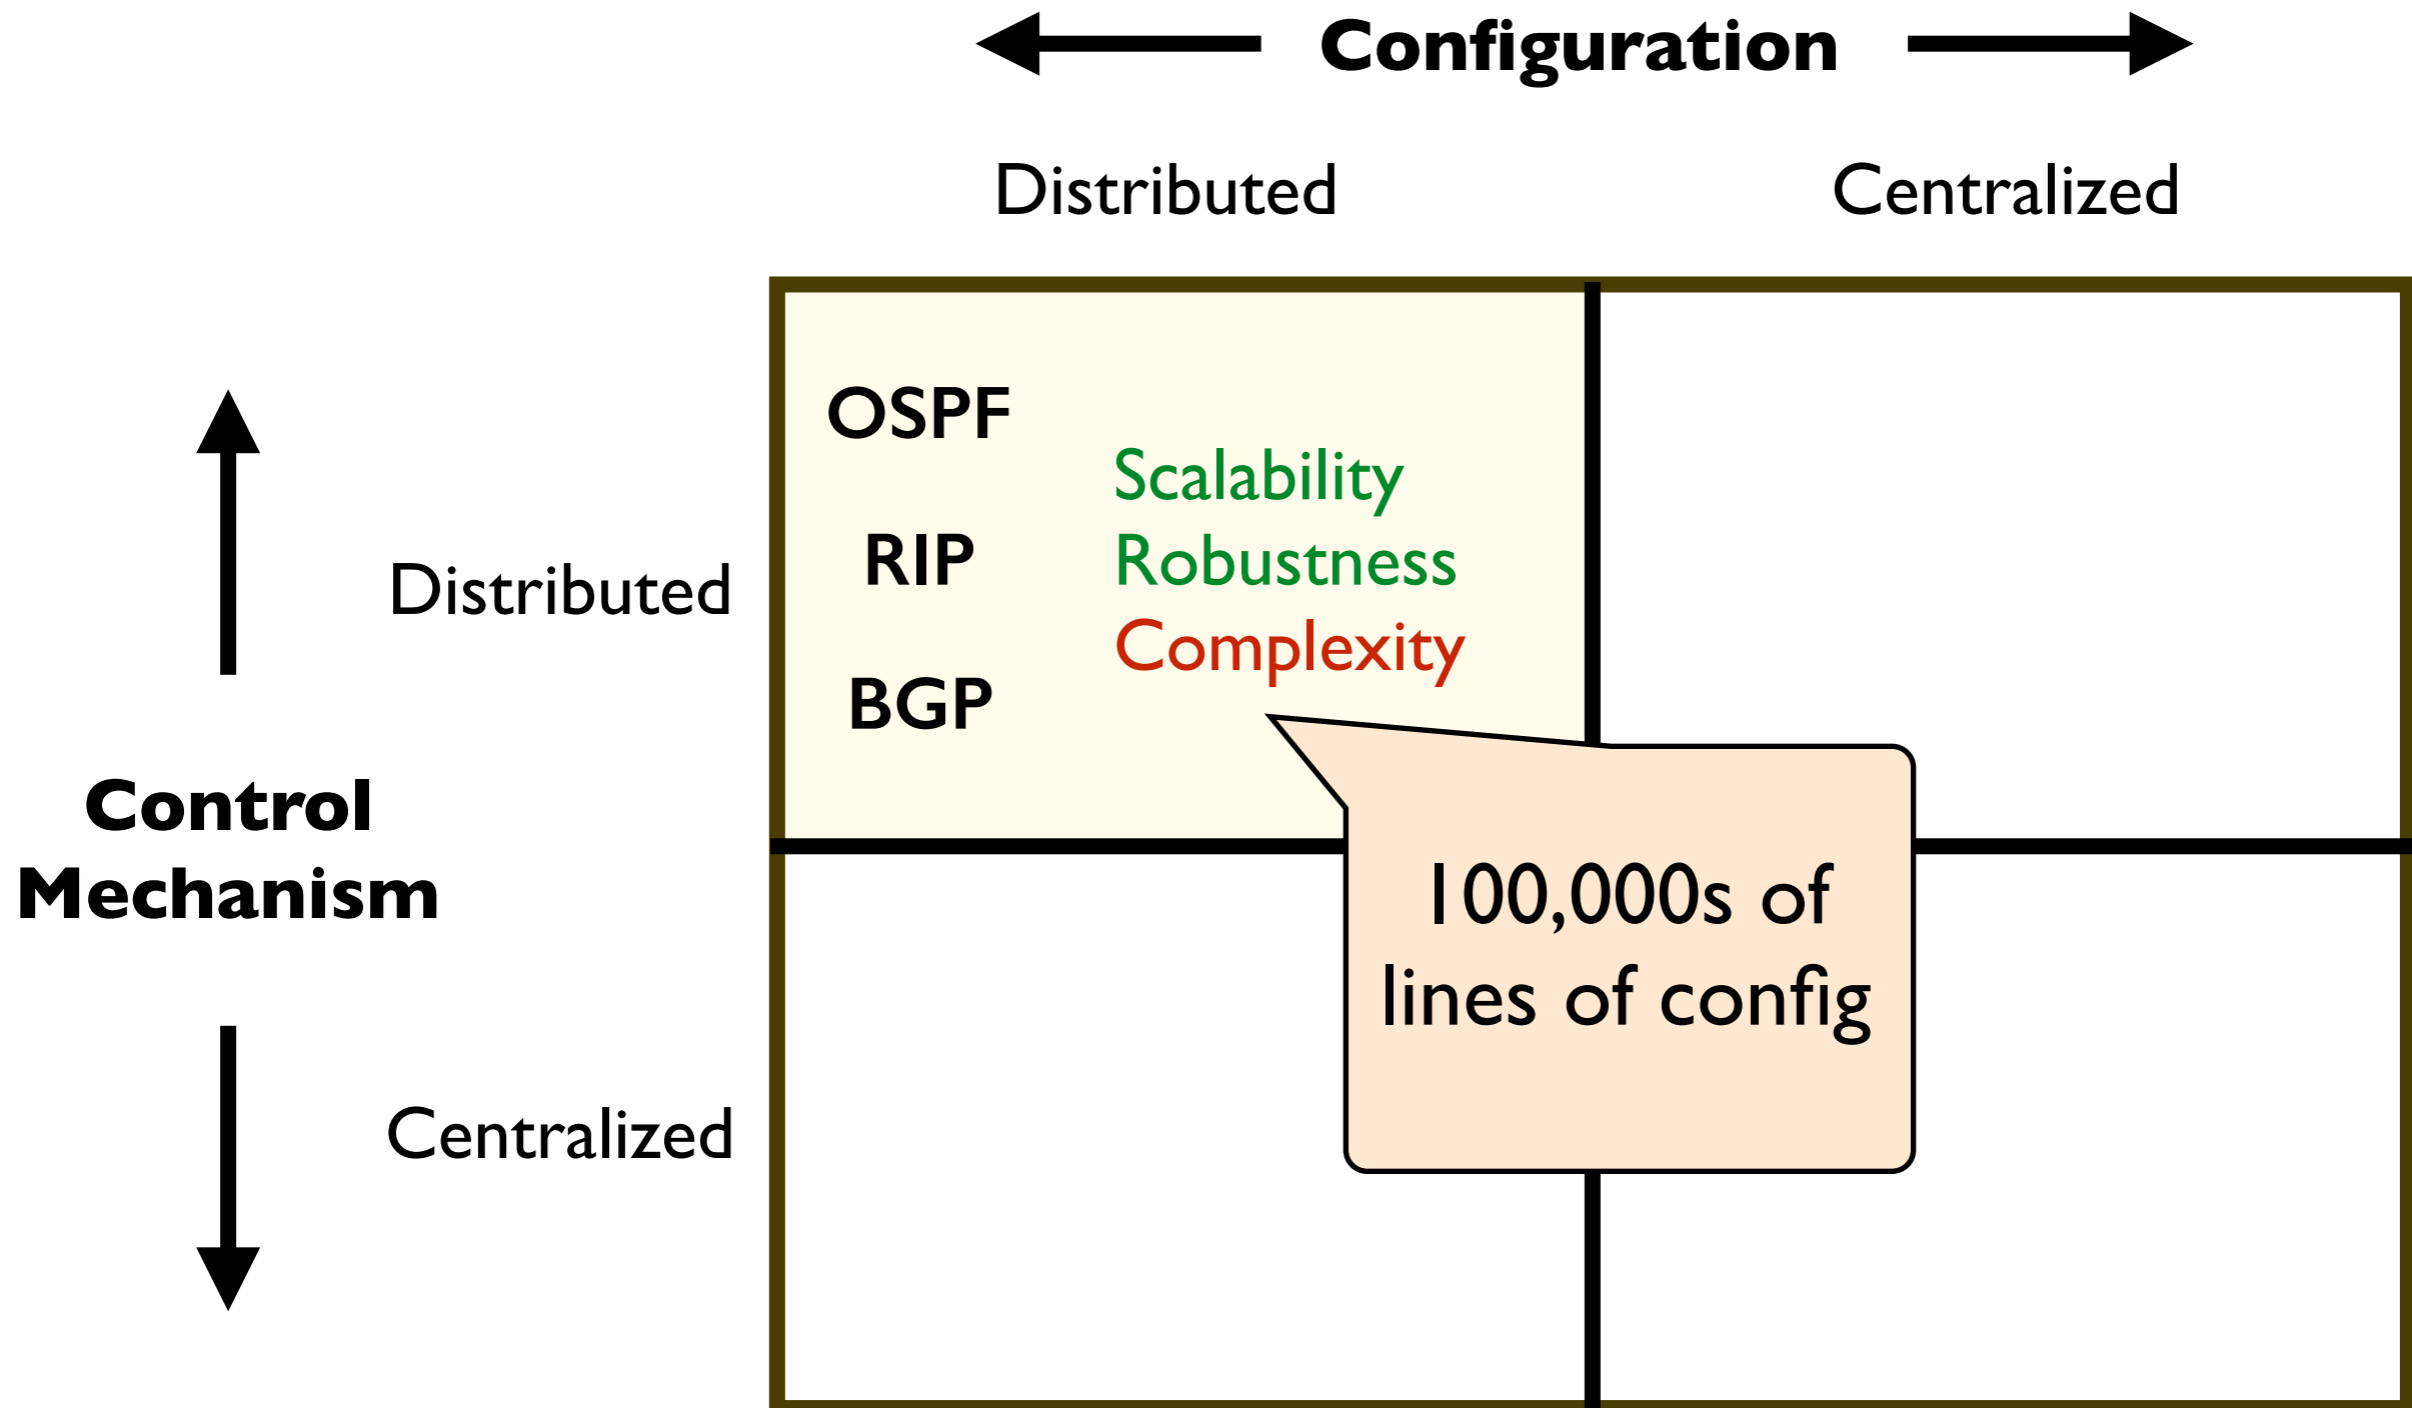 Configuration
Distributed
Centralized
OSPF
Scalability
RIP
Robustness
Distributed
Complexity
BGP
Control
Mechanism
100,000s of
lines of config
Centralized